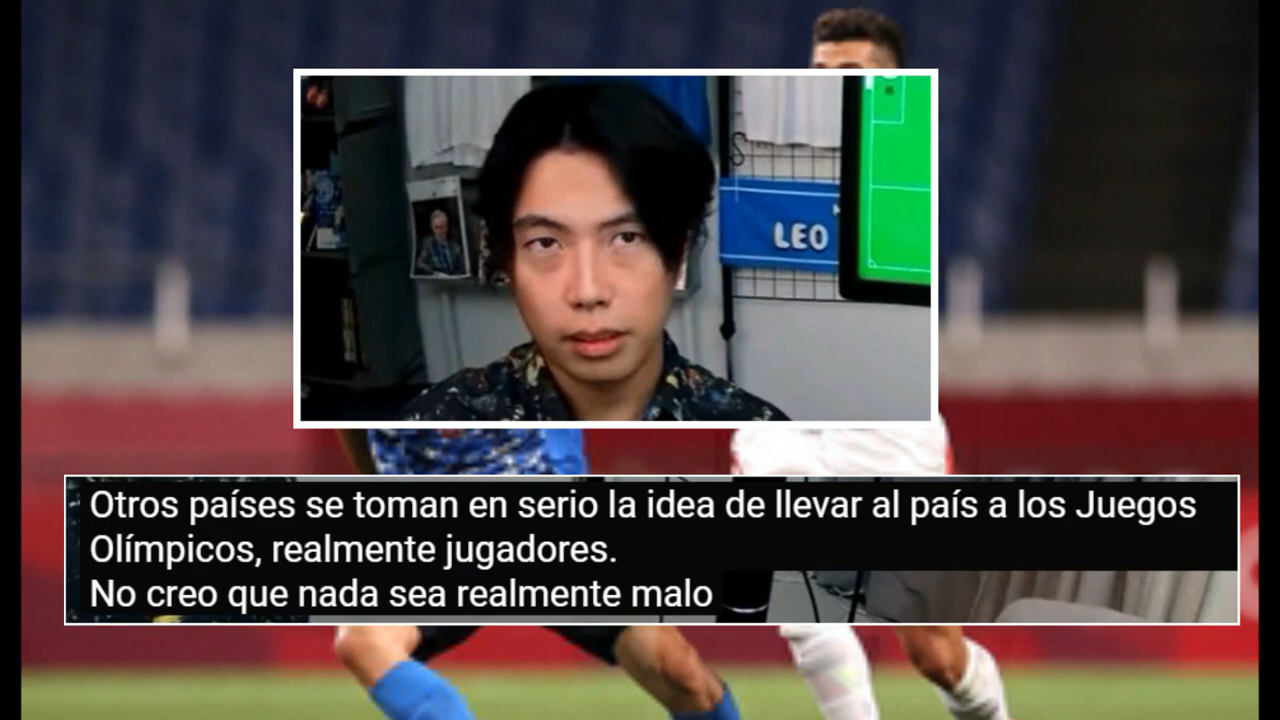 LEO
Otros países se toman en serio la idea de llevar al país a los Juegos
Olímpicos, realmente jugadores.
No creo que nada sea realmente malo